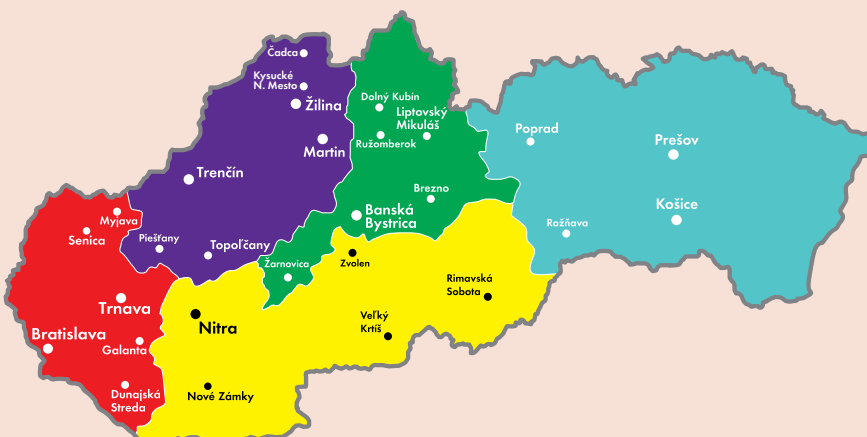 Čadca
Kysucké
N. Mesto
Žilina
Martin
Trenčín
Dolný Kubín
Liptovský
Mikuláš
Ružomberok
Poprad
Prešov
Košice
Rožňava
Brezno
Banská
Bystrica
Myjava
Senica
Piešťany
Topoľčany
Žarnovica
Zvolen
Rimavská
Sobota
Trnava
Nitra
Veľký
Krtíš
Bratislava
Galanta
Dunajská
Streda
Nové Zámky